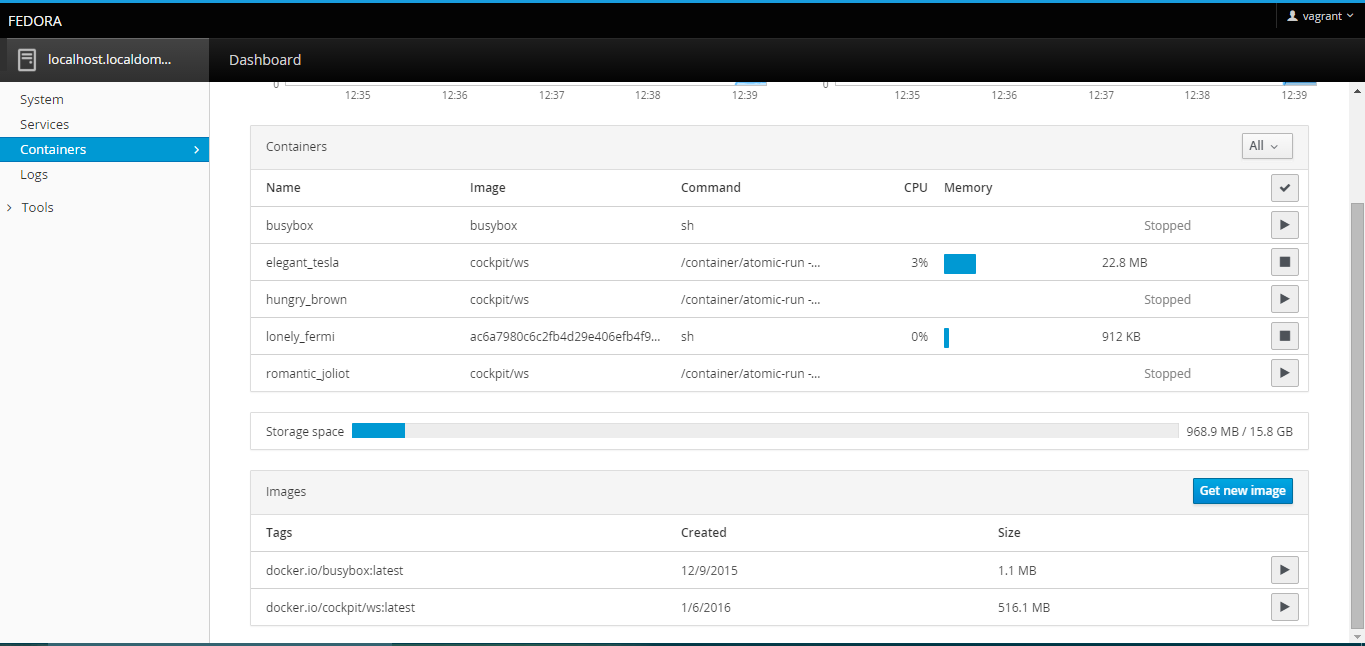 FEDORA
vagrant
localhost.localdom...
Dashboard
System
Services
Containers
Logs
Tools
0 12:35 12:36 12:37 12:38 12:39 0 12:35 12:36 12:37 12:38 12:39
Containers All
Name Image Command CPU Memory
busybox busybox sh Stopped
elegant_tesla cockpit/ws /container/atomic-run -... 3% 22.8 MB
hungry_brown cockpit/ws /container/atomic-run -... Stopped
lonely_fermi ac6a7980c6c2fb4d29e406efb4f9... sh 0% 912 KB
romantic_joliot cockpit/ws /container/atomic-run -... Stopped
Storage space 968.9 MB / 15.8 GB
Images Get new image
Tags Created Size
docker.io/busybox:latest 12/9/2015 1.1 MB
docker.io/cockpit/ws:latest 1/6/2016 516.1 MB